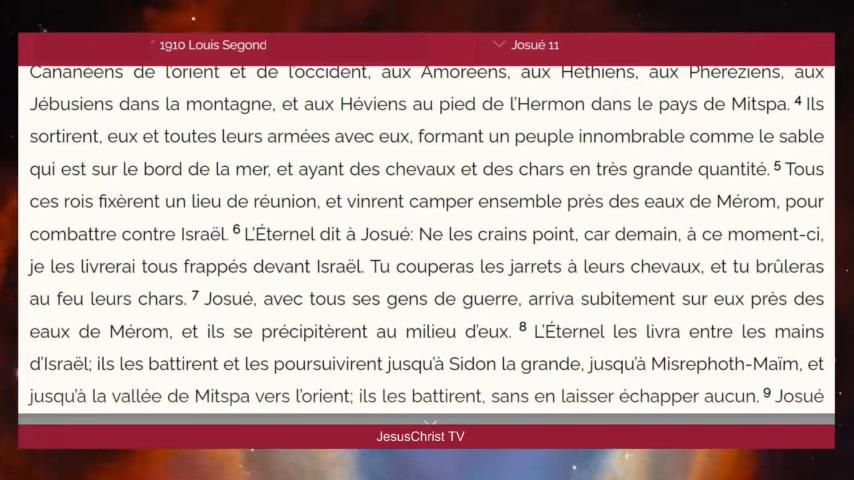 1910 Louis Segond
Josué 11
Cananéens de l'orient et de l'occident, aux Amoréens, aux Héthiens, aux Phéréziens, aux
Jébusiens dans la montagne, et aux Héviens au pied de l'Hermon dans le pays de Mitspa. 4 Ils
sortirent, eux et toutes leurs armées avec eux, formant un peuple innombrable comme le sable
qui est sur le bord de la mer, et ayant des chevaux et des chars en très grande quantité. 5 Tous
ces rois fixèrent un lieu de réunion, et vinrent camper ensemble près des eaux de Mérom, pour
combattre contre Israël. 6 L'Éternel dit à Josué: Ne les crains point, car demain, à ce moment-ci,
je les livrerai tous frappés devant Israël. Tu couperas les jarrets à leurs chevaux, et tu brûleras
au feu leurs chars. 7 Josué, avec tous ses gens de guerre, arriva subitement sur eux près des
eaux de Mérom, et ils se précipitèrent au milieu d'eux. 8 L'Éternel les livra entre les mains
d'Israël; ils les battirent et les poursuivirent jusqu'à Sidon la grande, jusqu'à Misrephoth-Maïm, et
jusqu'à la vallée de Mitspa vers l'orient; ils les battirent, sans en laisser échapper aucun. 9 Josué
JesusChrist TV